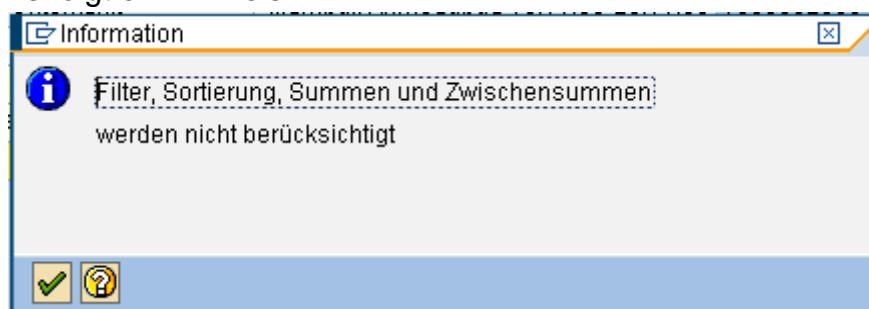 Information
Filter, Sortierung, Summen und Zwischensummen
werden nicht berücksichtigt